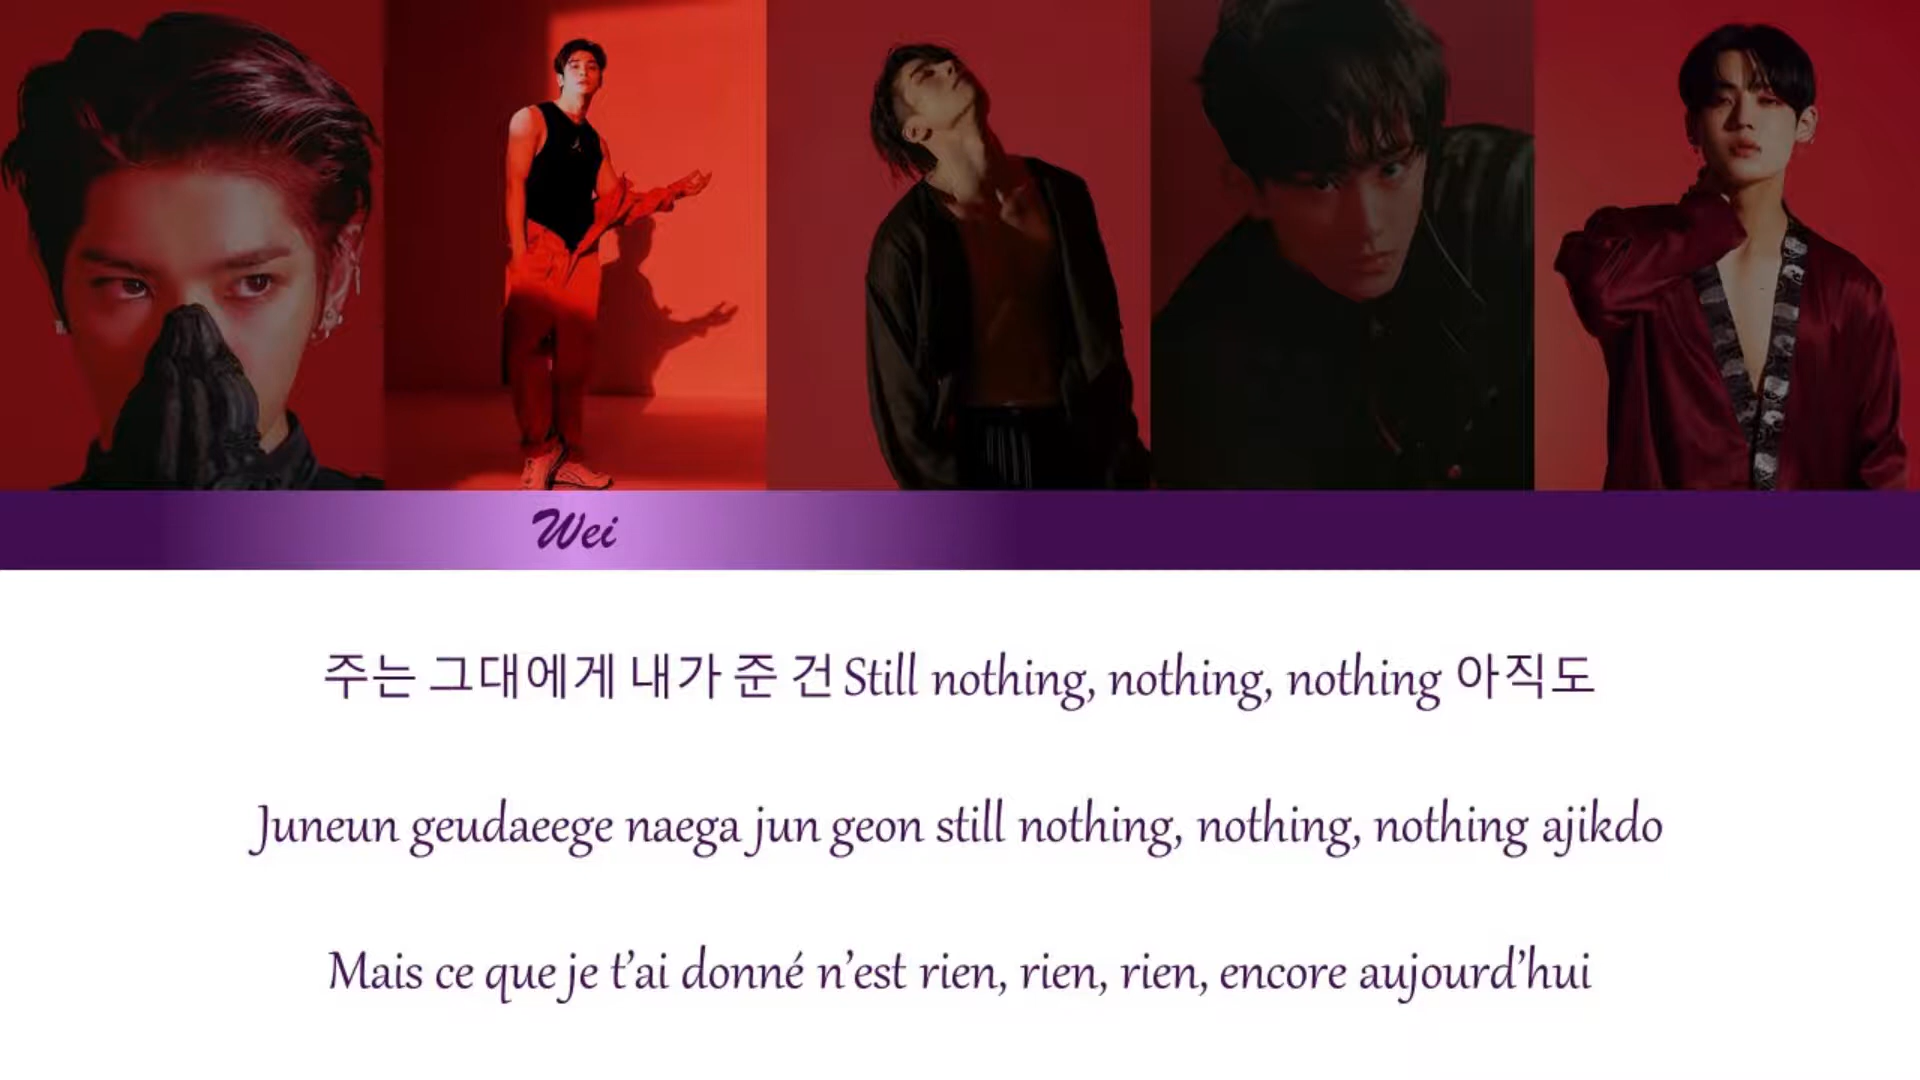 Wei
주는 그대에게 내가 준 건 Still nothing, nothing, nothing 아직도
Juneun geudaeege naega jun geon still nothing, nothing, nothing ajikdo
Mais ce que je t’ai donné n’est rien, rien, rien, encore aujourd’hui